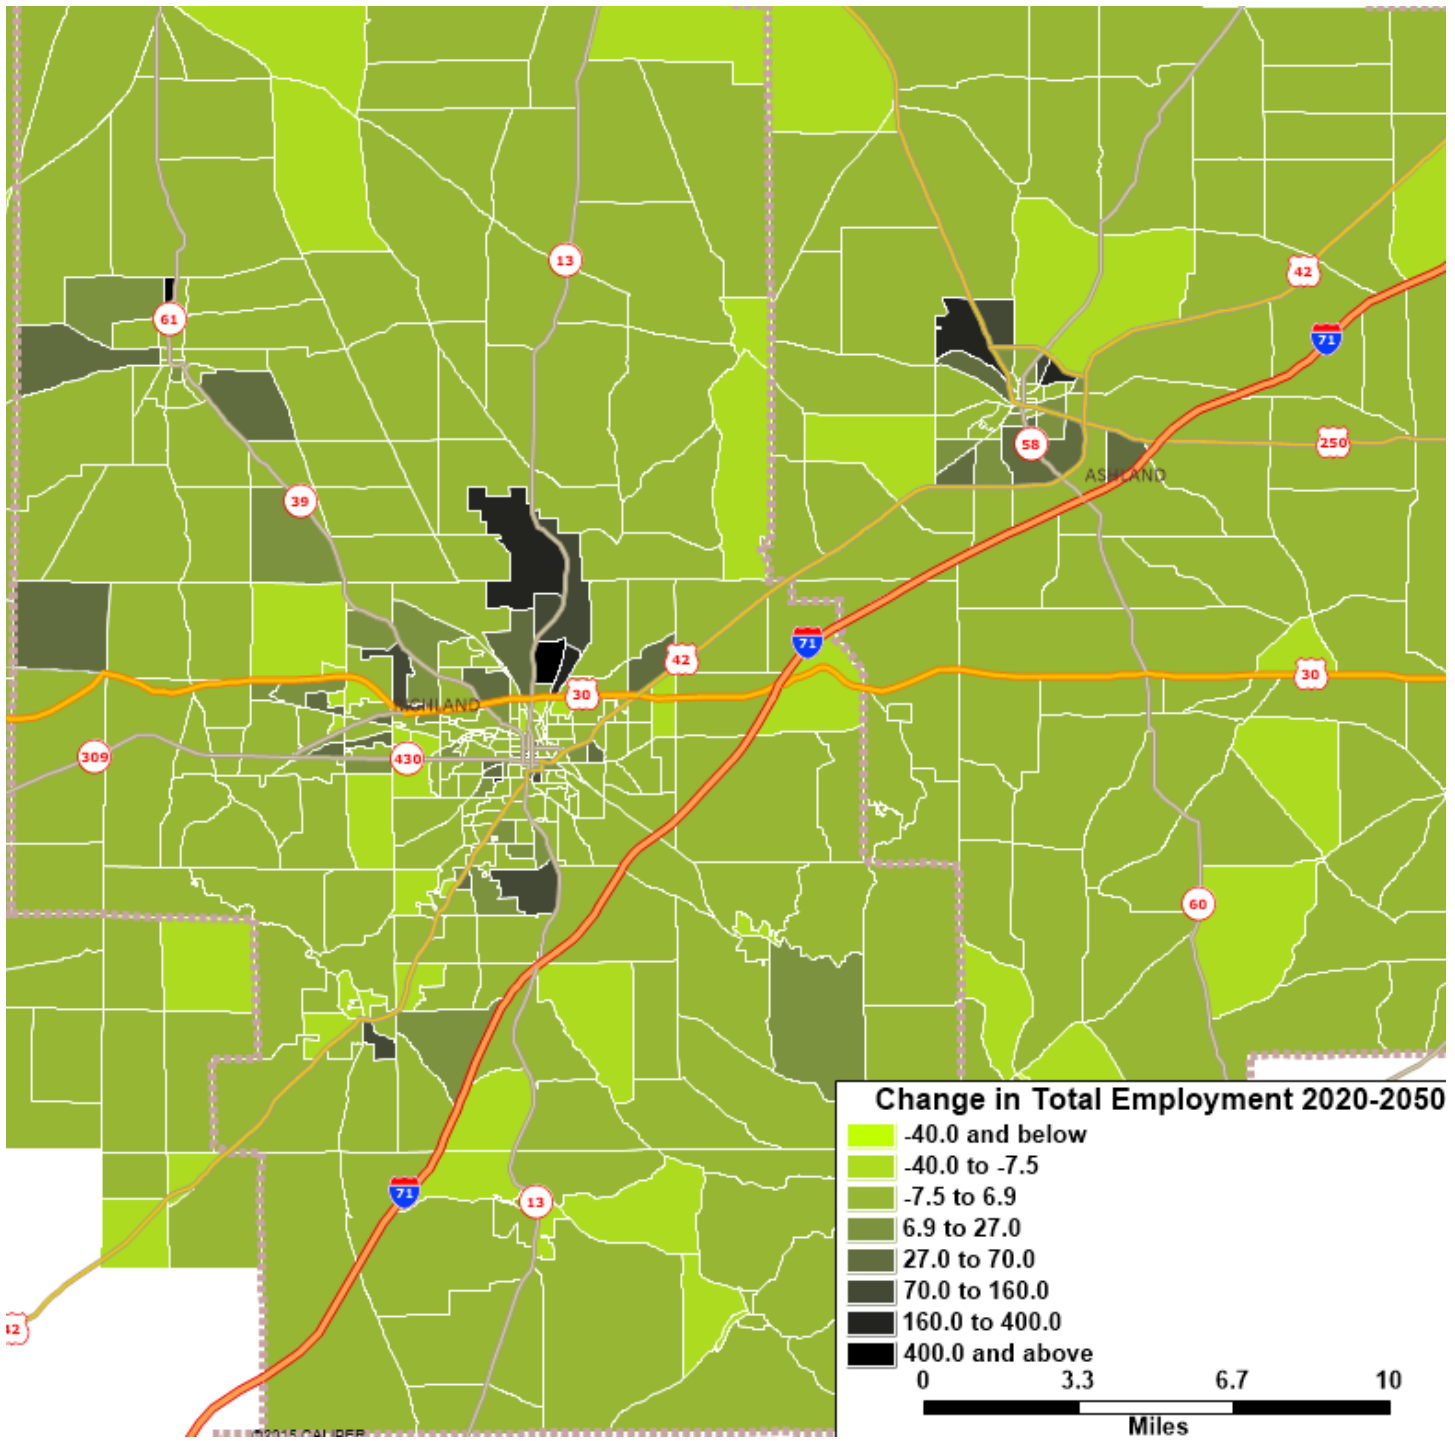 13
42
61
71
58
250
ASHLAND
39
71
42
30
30
RICHLAND
309
430
60
71
13
42
Change in Total Employment 2020-2050
-40.0 and below
-40.0 to -7.5
-7.5 to 6.9
6.9 to 27.0
27.0 to 70.0
70.0 to 160.0
160.0 to 400.0
400.0 and above
0 3.3 6.7 10
Miles
©2015 CALIPER